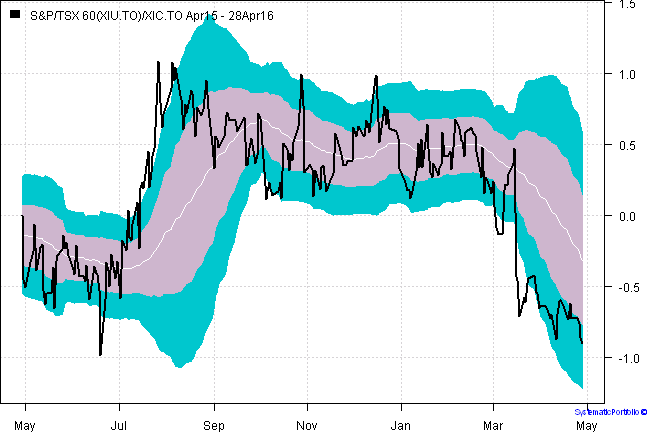 S&P/TSX 60(XIU.TO)/XIC.TO Apr15 - 28Apr16
1.5
1.0
0.5
0.0
-0.5
-1.0
May Jul Sep Nov Jan Mar May
SystematicPortfolio ©